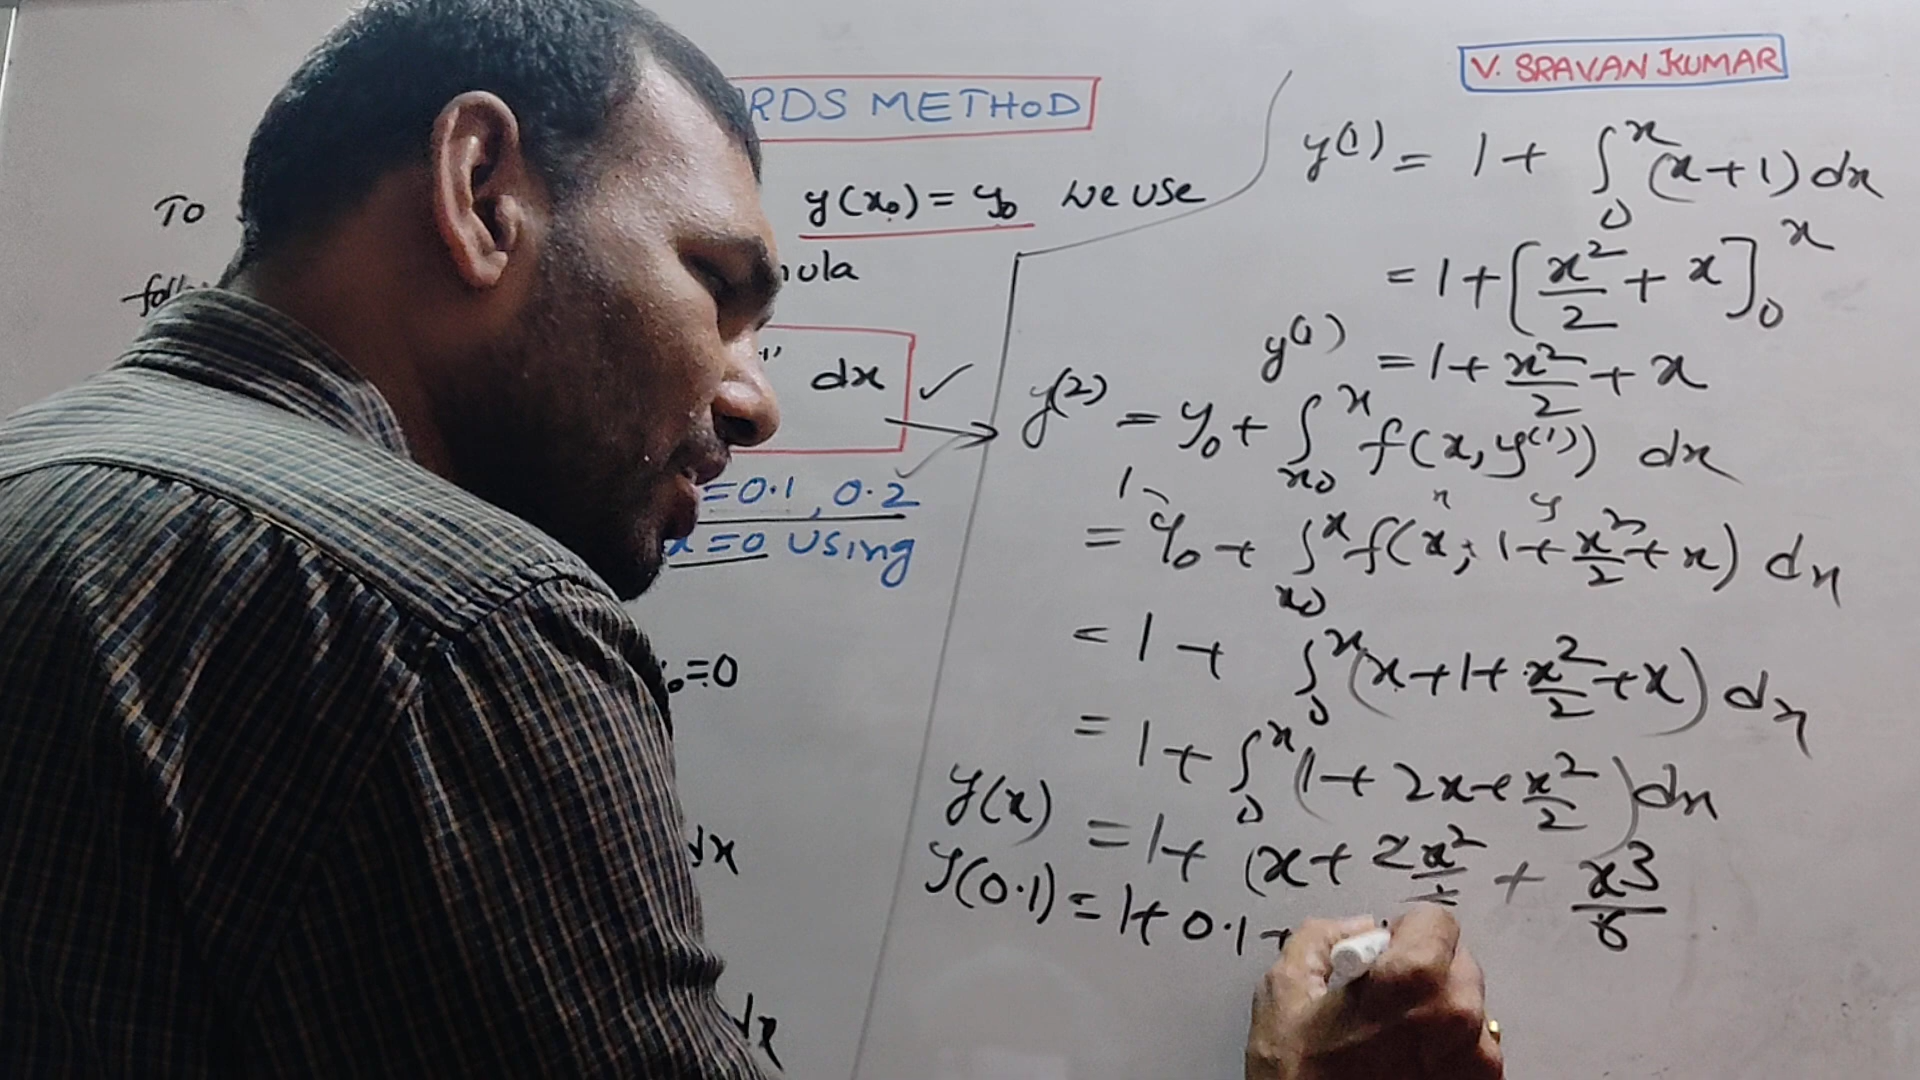 V. SRAVAN KUMAR
RDS METHOD
To y(x₀) = y₀ we use
dx ✓
=0.1, 0.2
x=0 using
₀=0
dx
dx
y⁽¹⁾ = 1 + ∫₀ˣ (x+1) dx
= 1 + [x²/2 + x]₀ˣ
y⁽¹⁾ = 1 + x²/2 + x
y⁽²⁾ = y₀ + ∫ₓ₀ˣ f(x, y⁽¹⁾) dx
= y₀ + ∫ₓ₀ˣ f(x, 1 + x²/2 + x) dx
= 1 + ∫₀ˣ (x + 1 + x²/2 + x) dx
= 1 + ∫₀ˣ (1 + 2x + x²/2) dx
y(x) = 1 + (x + 2x²/2 + x³/6
y(0.1) = 1 + 0.1 +